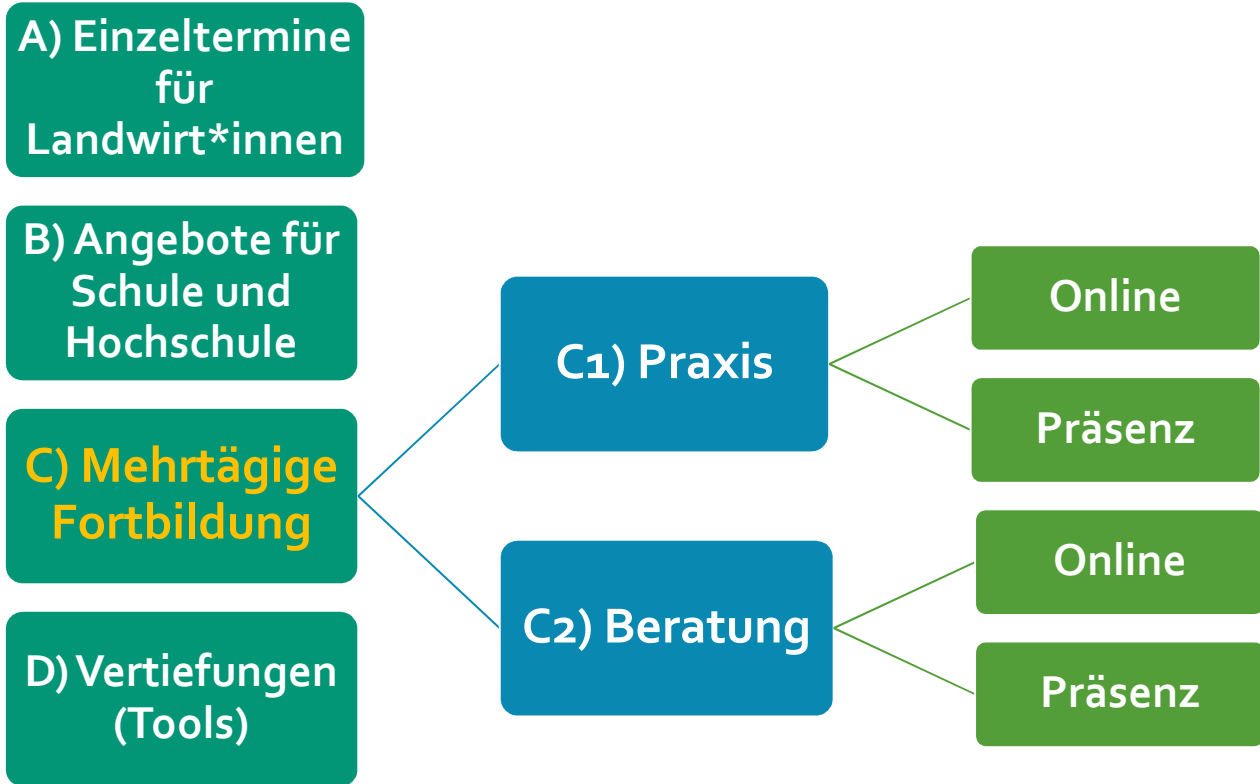 A) Einzeltermine
für
Landwirt*innen
B) Angebote für
Schule und
Hochschule
C) Mehrtägige
Fortbildung
D) Vertiefungen
(Tools)
C1) Praxis
C2) Beratung
Online
Präsenz
Online
Präsenz